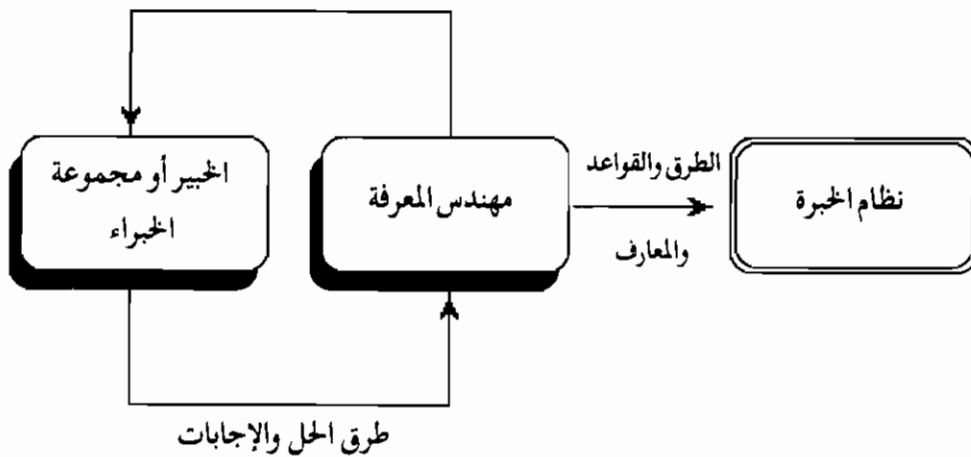 الخبير أو مجموعة
الخبراء
مهندس المعرفة
الطرق والقواعد
والمعارف
نظام الخبرة
طرق الحل والإجابات